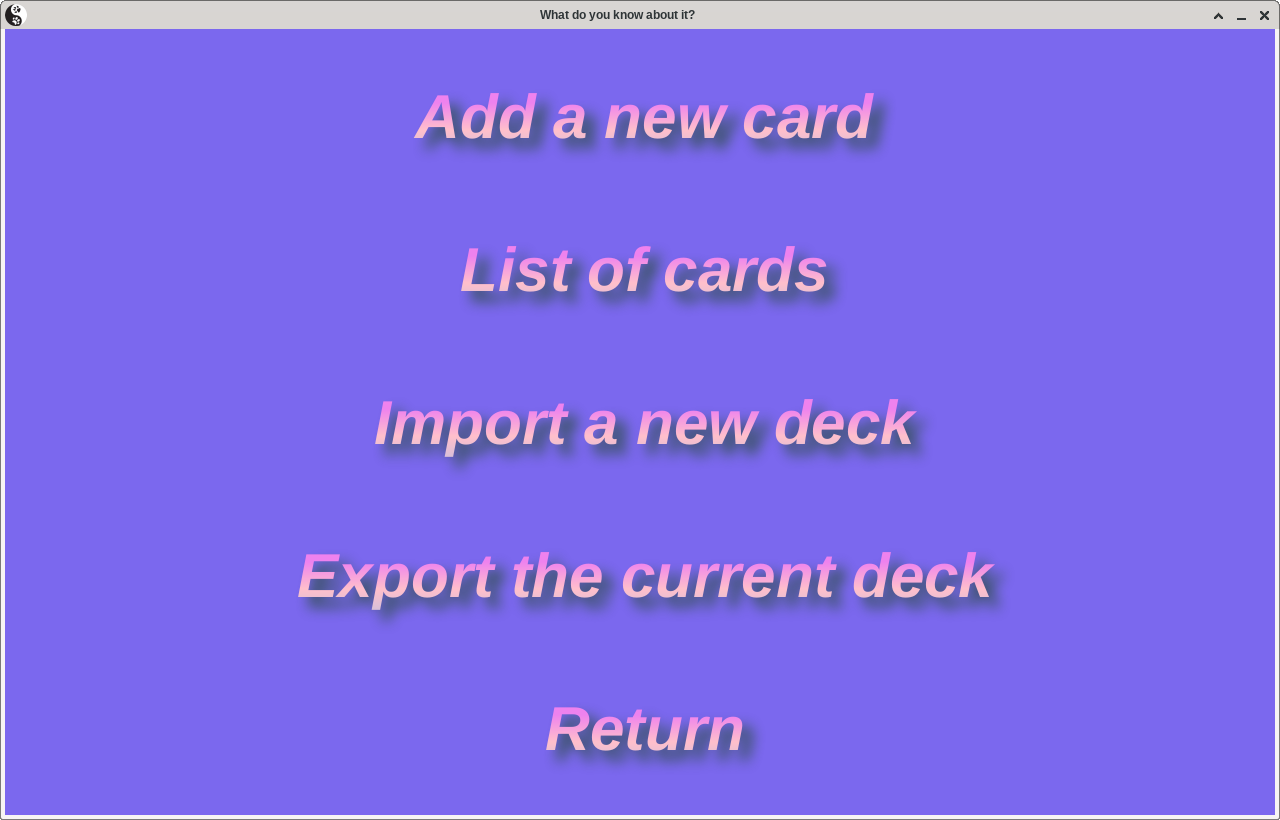 What do you know about it?
Add a new card
List of cards
Import a new deck
Export the current deck
Return